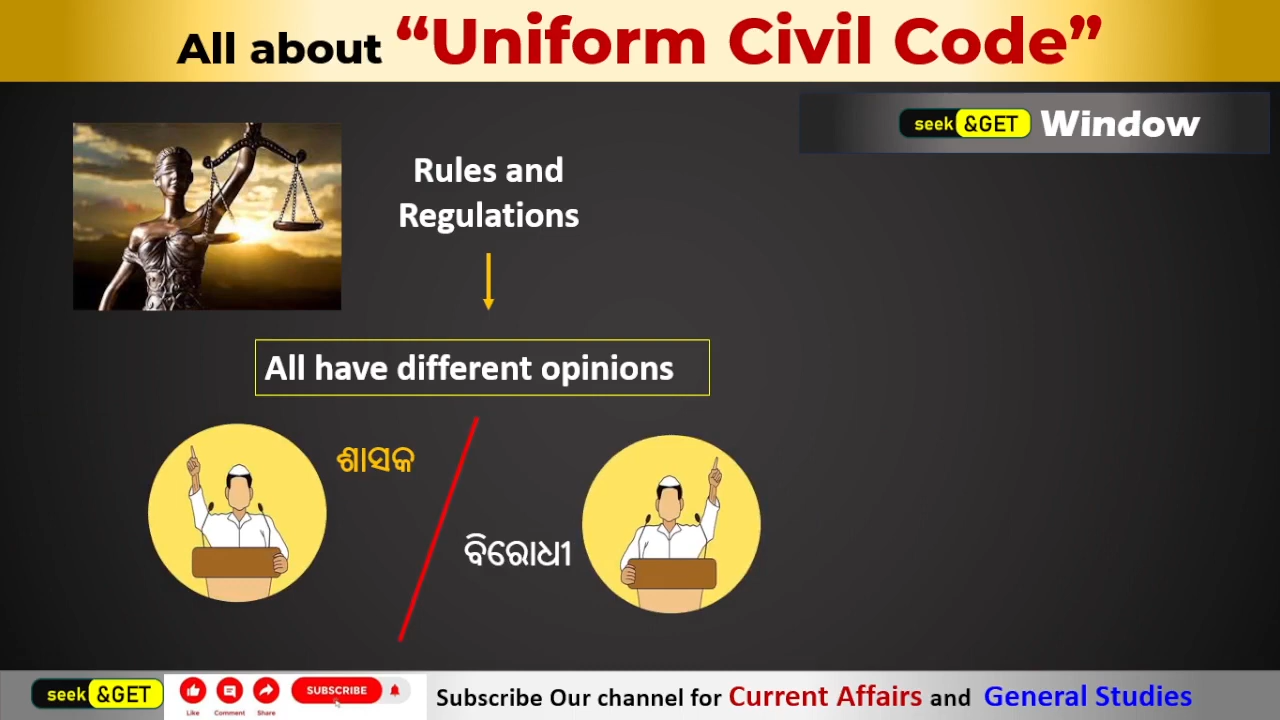 All about “Uniform Civil Code”
seek &GET Window
Rules and
Regulations
All have different opinions
ଶାସକ
ବିରୋଧୀ
seek &GET
Like Comment Share
SUBSCRIBE
Subscribe Our channel for Current Affairs and General Studies